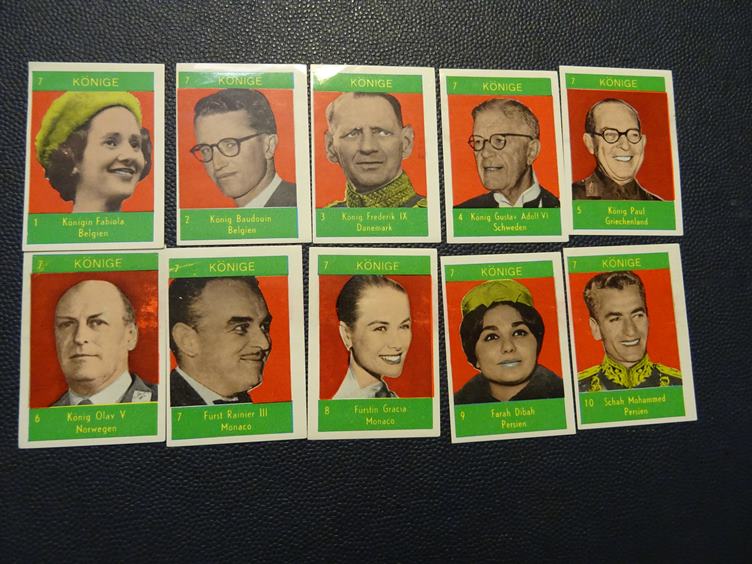 7 KÖNIGE
1 Königin Fabiola
Belgien
7 KÖNIGE
2 König Baudouin
Belgien
7 KÖNIGE
3 König Frederik IX
Dänemark
7 KÖNIGE
4 König Gustav Adolf VI
Schweden
7 KÖNIGE
5 König Paul
Griechenland
7 KÖNIGE
6 König Olav V
Norwegen
7 KÖNIGE
7 Fürst Rainier III
Monaco
7 KÖNIGE
8 Fürstin Gracia
Monaco
7 KÖNIGE
9 Farah Dibah
Persien
7 KÖNIGE
10 Schah Mohammed
Persien